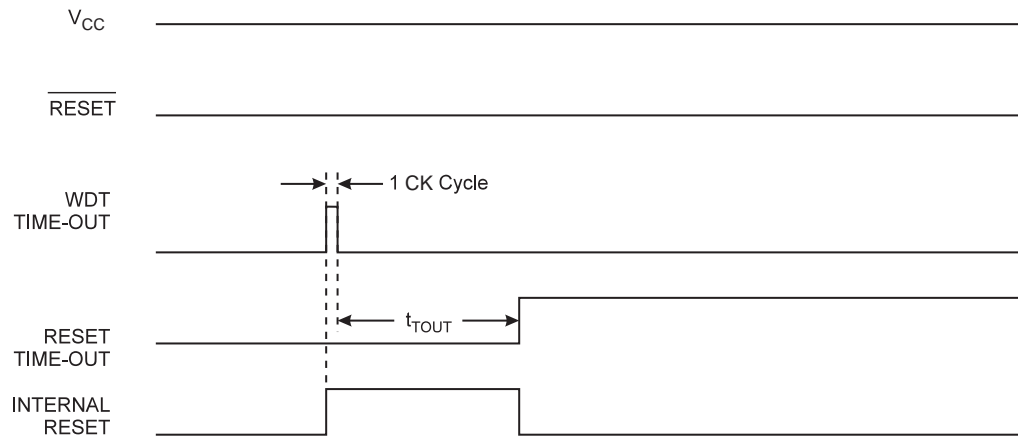 VCC
RESET
1 CK Cycle
WDT
TIME-OUT
tTOUT
RESET
TIME-OUT
INTERNAL
RESET